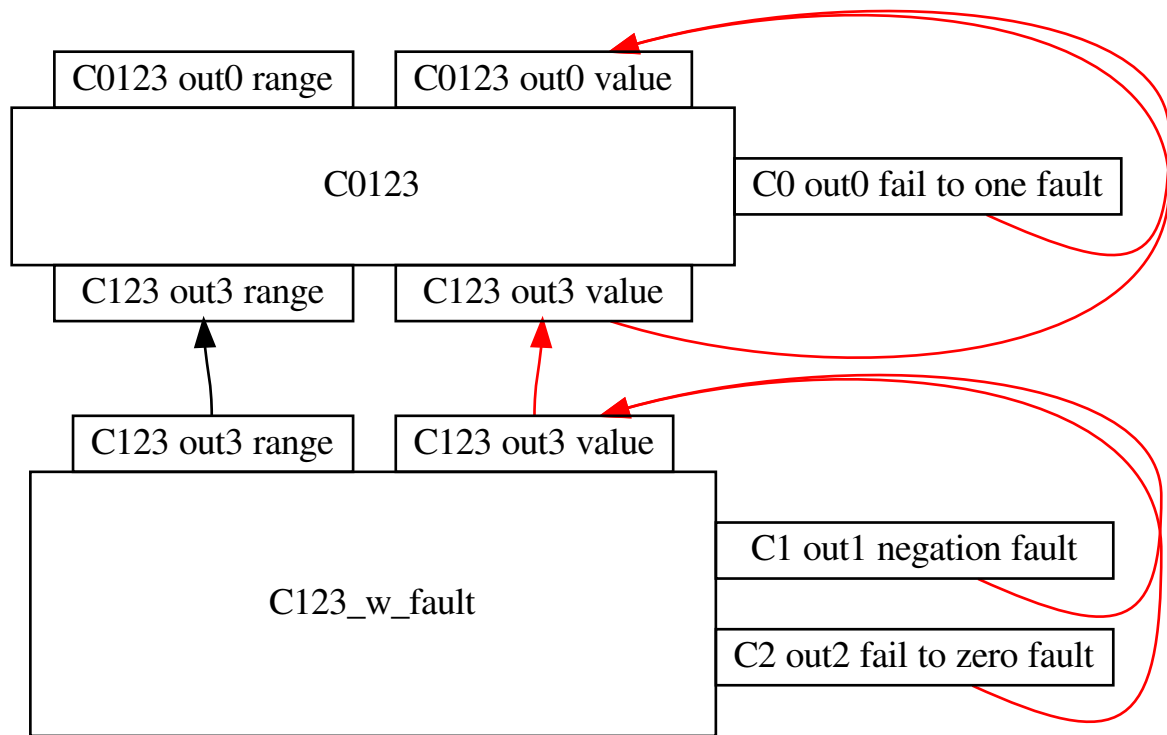 C0123 out0 range
C0123 out0 value
C0123
C0 out0 fail to one fault
C123 out3 range
C123 out3 value
C123 out3 range
C123 out3 value
C1 out1 negation fault
C123_w_fault
C2 out2 fail to zero fault